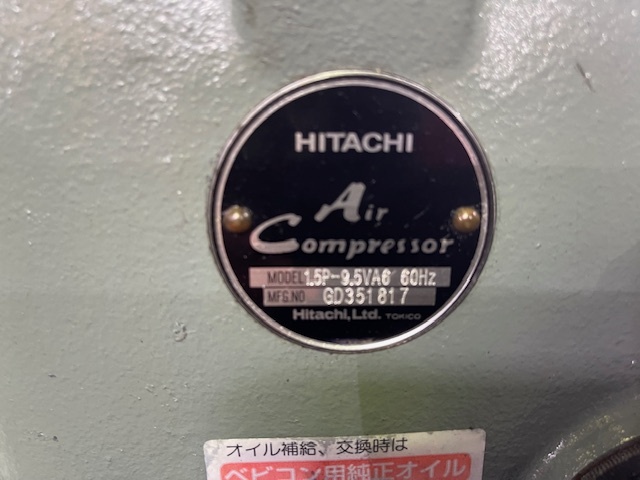 HITACHI
Air
Compressor
MODEL 1.5P-9.5VA6 60Hz
MFG.NO GD351817
Hitachi, Ltd. TOKICO
オイル補給、交換時は
ベビコン用純正オイル